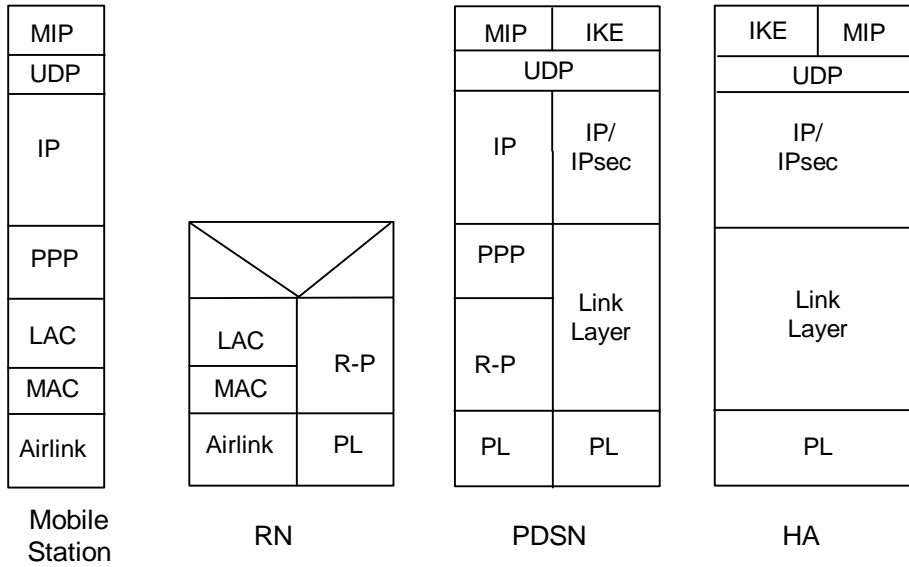 MIP
UDP
IP
PPP
LAC
MAC
Airlink
Mobile
Station
LAC
MAC
Airlink
R-P
PL
RN
MIP
IKE
UDP
IP
IP/
IPsec
PPP
R-P
Link
Layer
PL
PL
PDSN
IKE
MIP
UDP
IP/
IPsec
Link
Layer
PL
HA